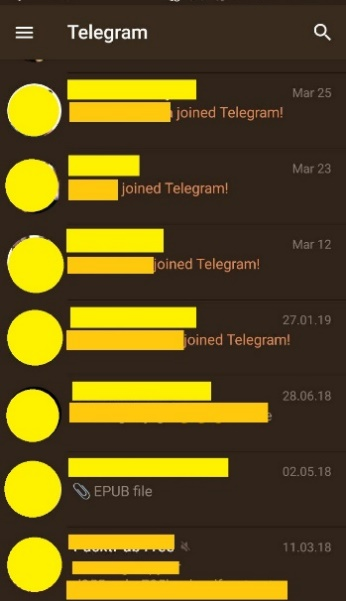 Telegram
Mar 25
joined Telegram!
Mar 23
joined Telegram!
Mar 12
joined Telegram!
27.01.19
joined Telegram!
28.06.18
02.05.18
EPUB file
11.03.18